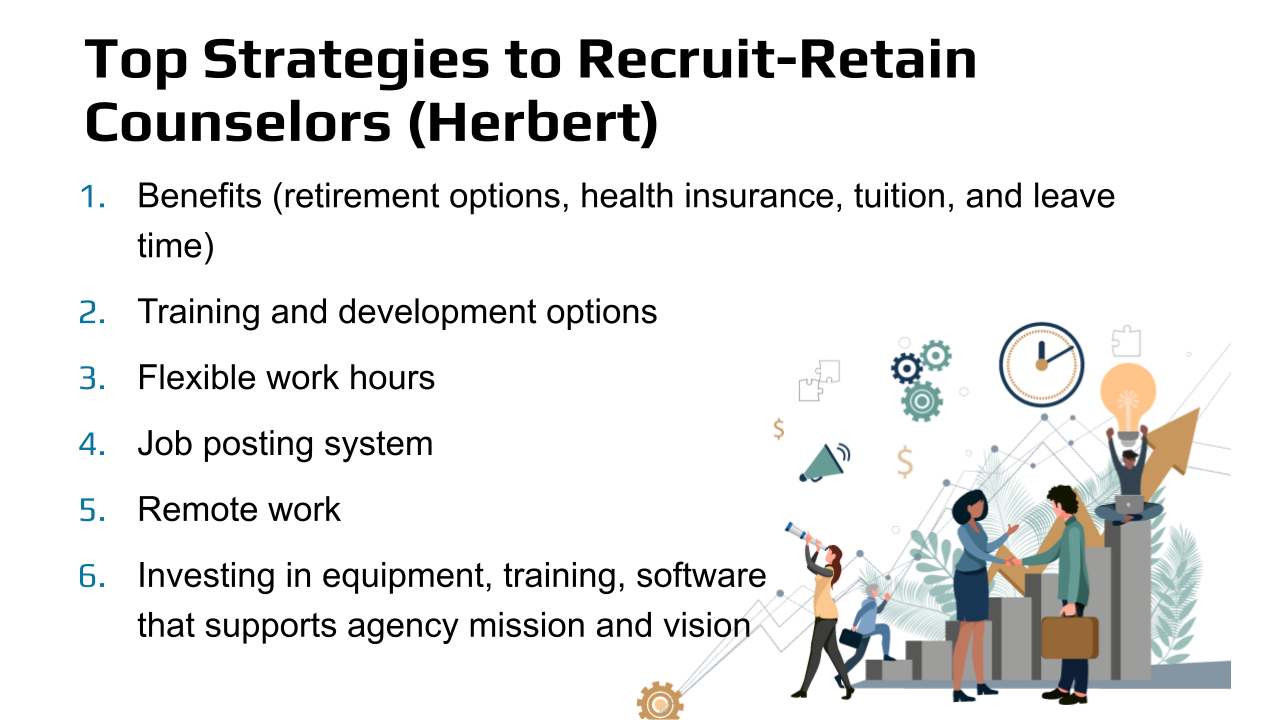 Top Strategies to Recruit-Retain
Counselors (Herbert)
1. Benefits (retirement options, health insurance, tuition, and leave
time)
2. Training and development options
3. Flexible work hours
4. Job posting system
5. Remote work
6. Investing in equipment, training, software
that supports agency mission and vision
$
$